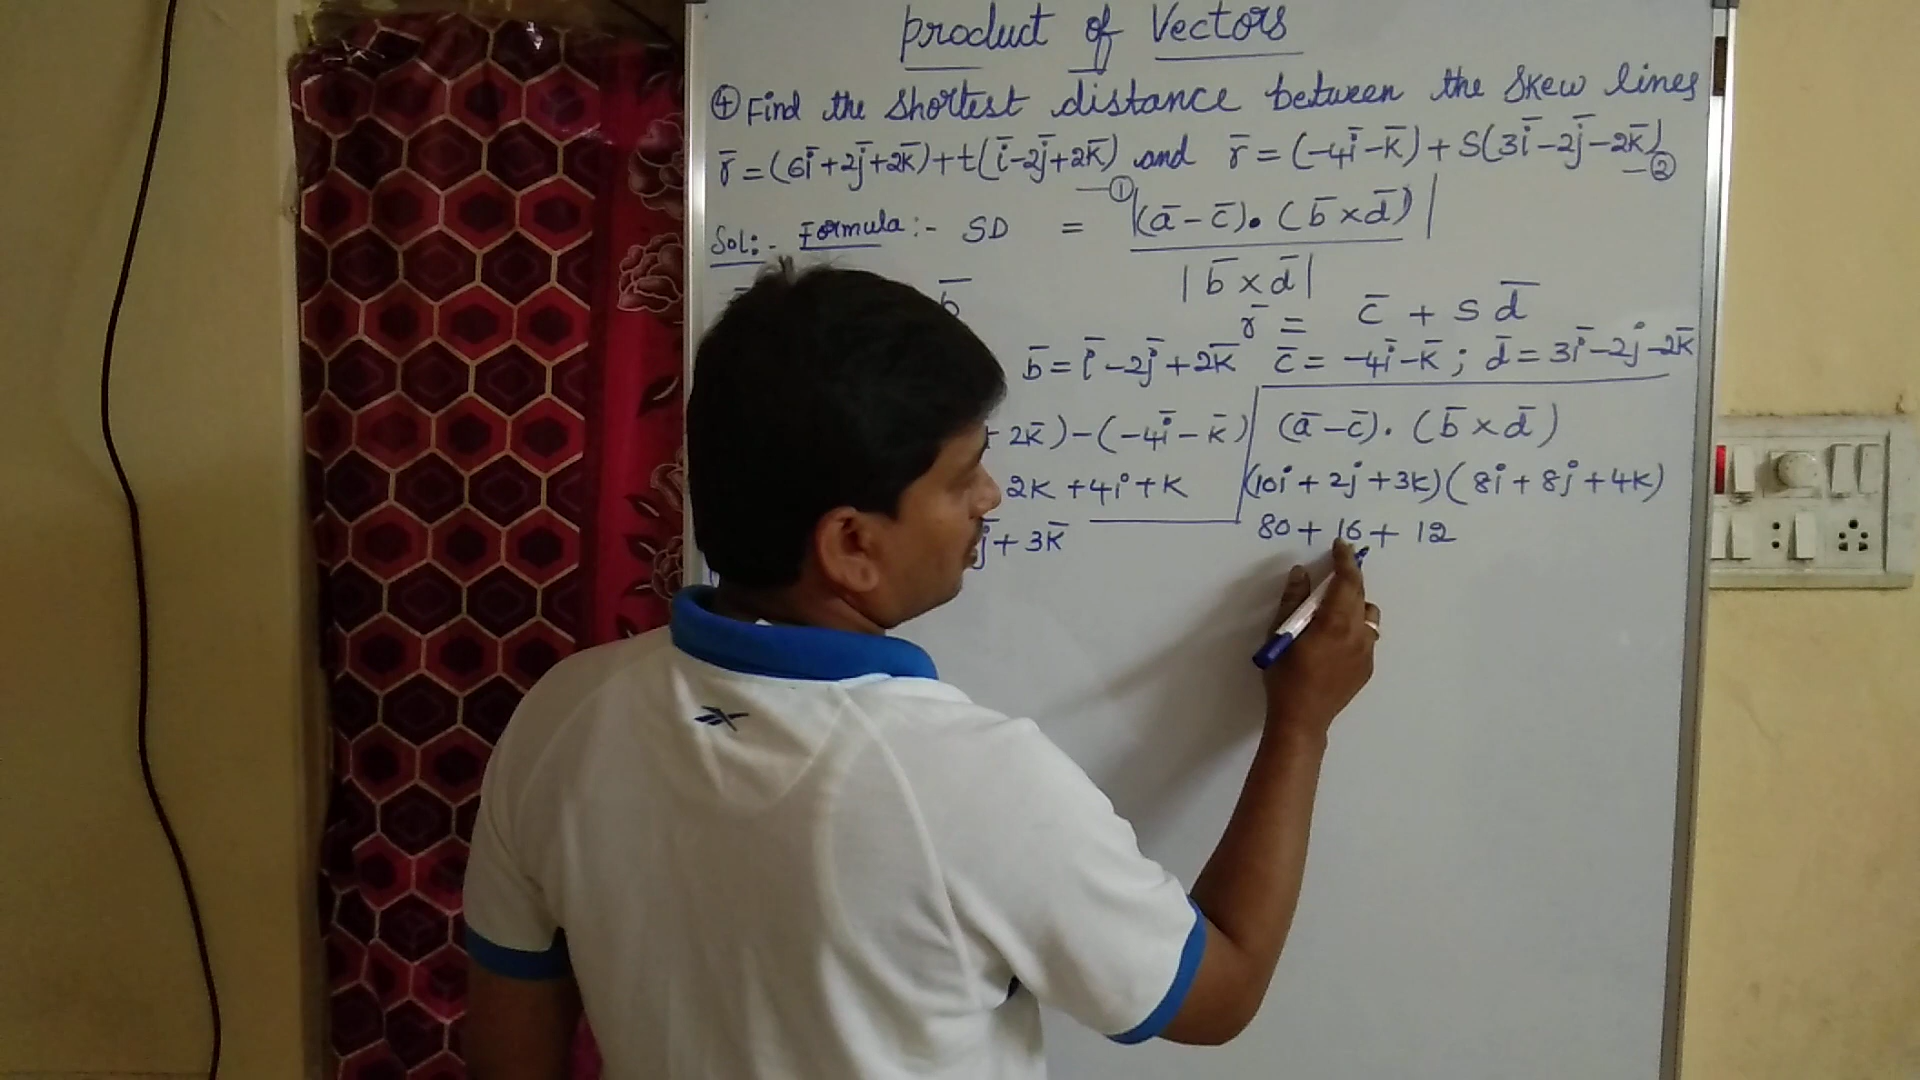 product of Vectors
④ Find the shortest distance between the skew lines
r̄ = (6ī+2j̄+2k̄)+t(ī-2j̄+2k̄) and r̄ = (-4ī-k̄)+S(3ī-2j̄-2k̄)
—① —②
Sol:- Formula:- SD = |(ā-c̄).(b̄×d̄)|
|b̄×d̄|
b̄ r̄ = c̄ + s d̄
b̄ = ī-2j̄+2k̄ c̄ = -4ī-k̄ ; d̄ = 3ī-2j-2k̄
+ 2k̄)-(-4ī-k̄) (ā-c̄).(b̄×d̄)
2k+4i+k (10i+2j+3k)(8i+8j+4k)
j̄+3k̄ 80+16+12